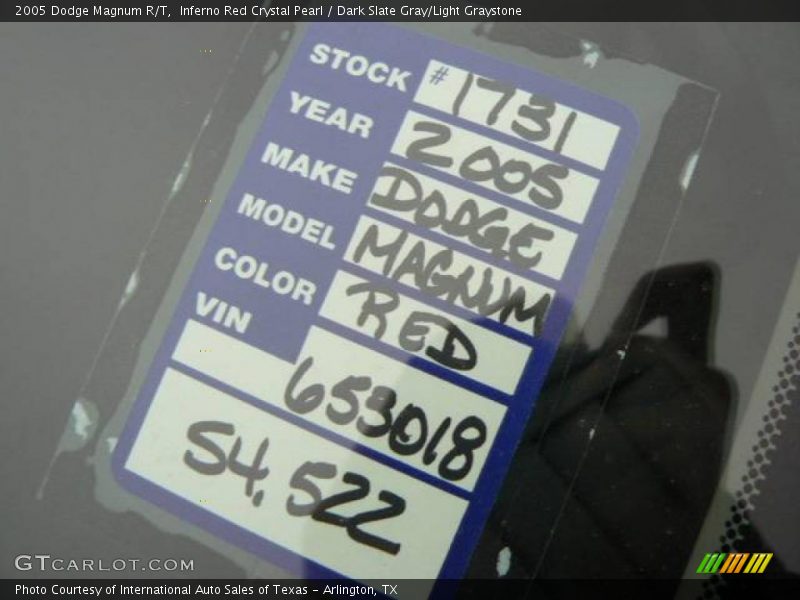 2005 Dodge Magnum R/T,  Inferno Red Crystal Pearl / Dark Slate Gray/Light Graystone
STOCK # 1731
YEAR 2005
MAKE DODGE
MODEL MAGNUM
COLOR RED
VIN 653018
54,522
GTCARLOT.COM
Photo Courtesy of International Auto Sales of Texas - Arlington, TX